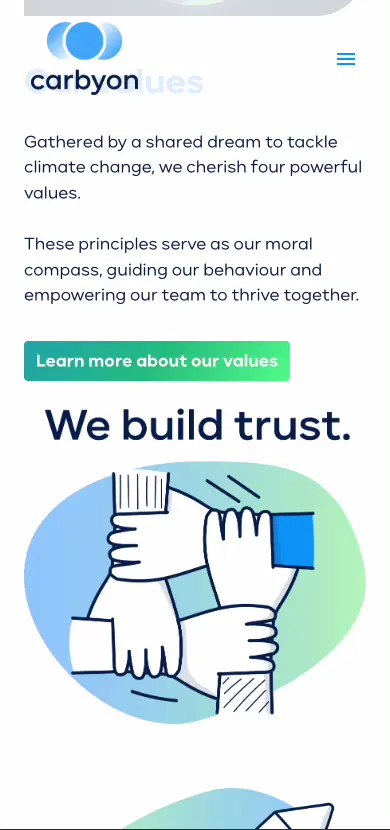 carbyon
Our values
Gathered by a shared dream to tackle
climate change, we cherish four powerful
values.
These principles serve as our moral
compass, guiding our behaviour and
empowering our team to thrive together.
Learn more about our values
We build trust.